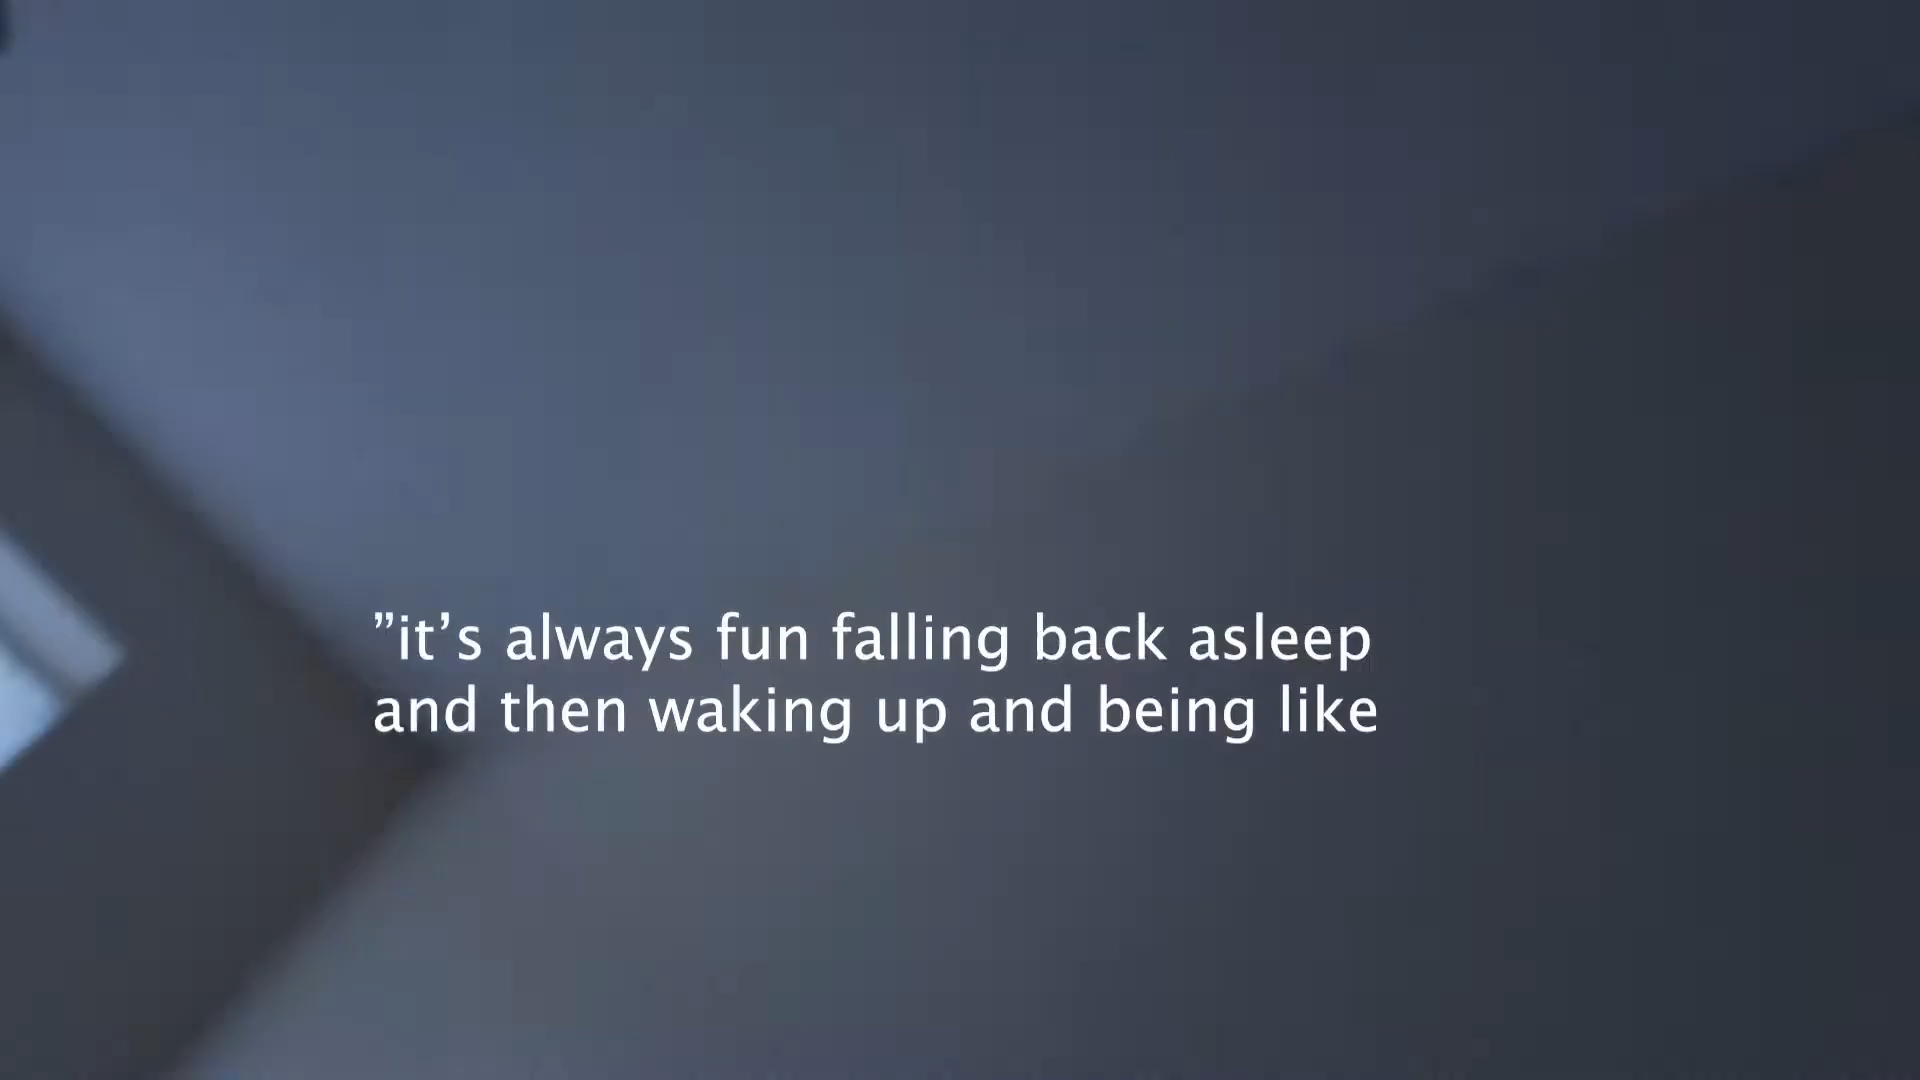 ”it’s always fun falling back asleep
and then waking up and being like